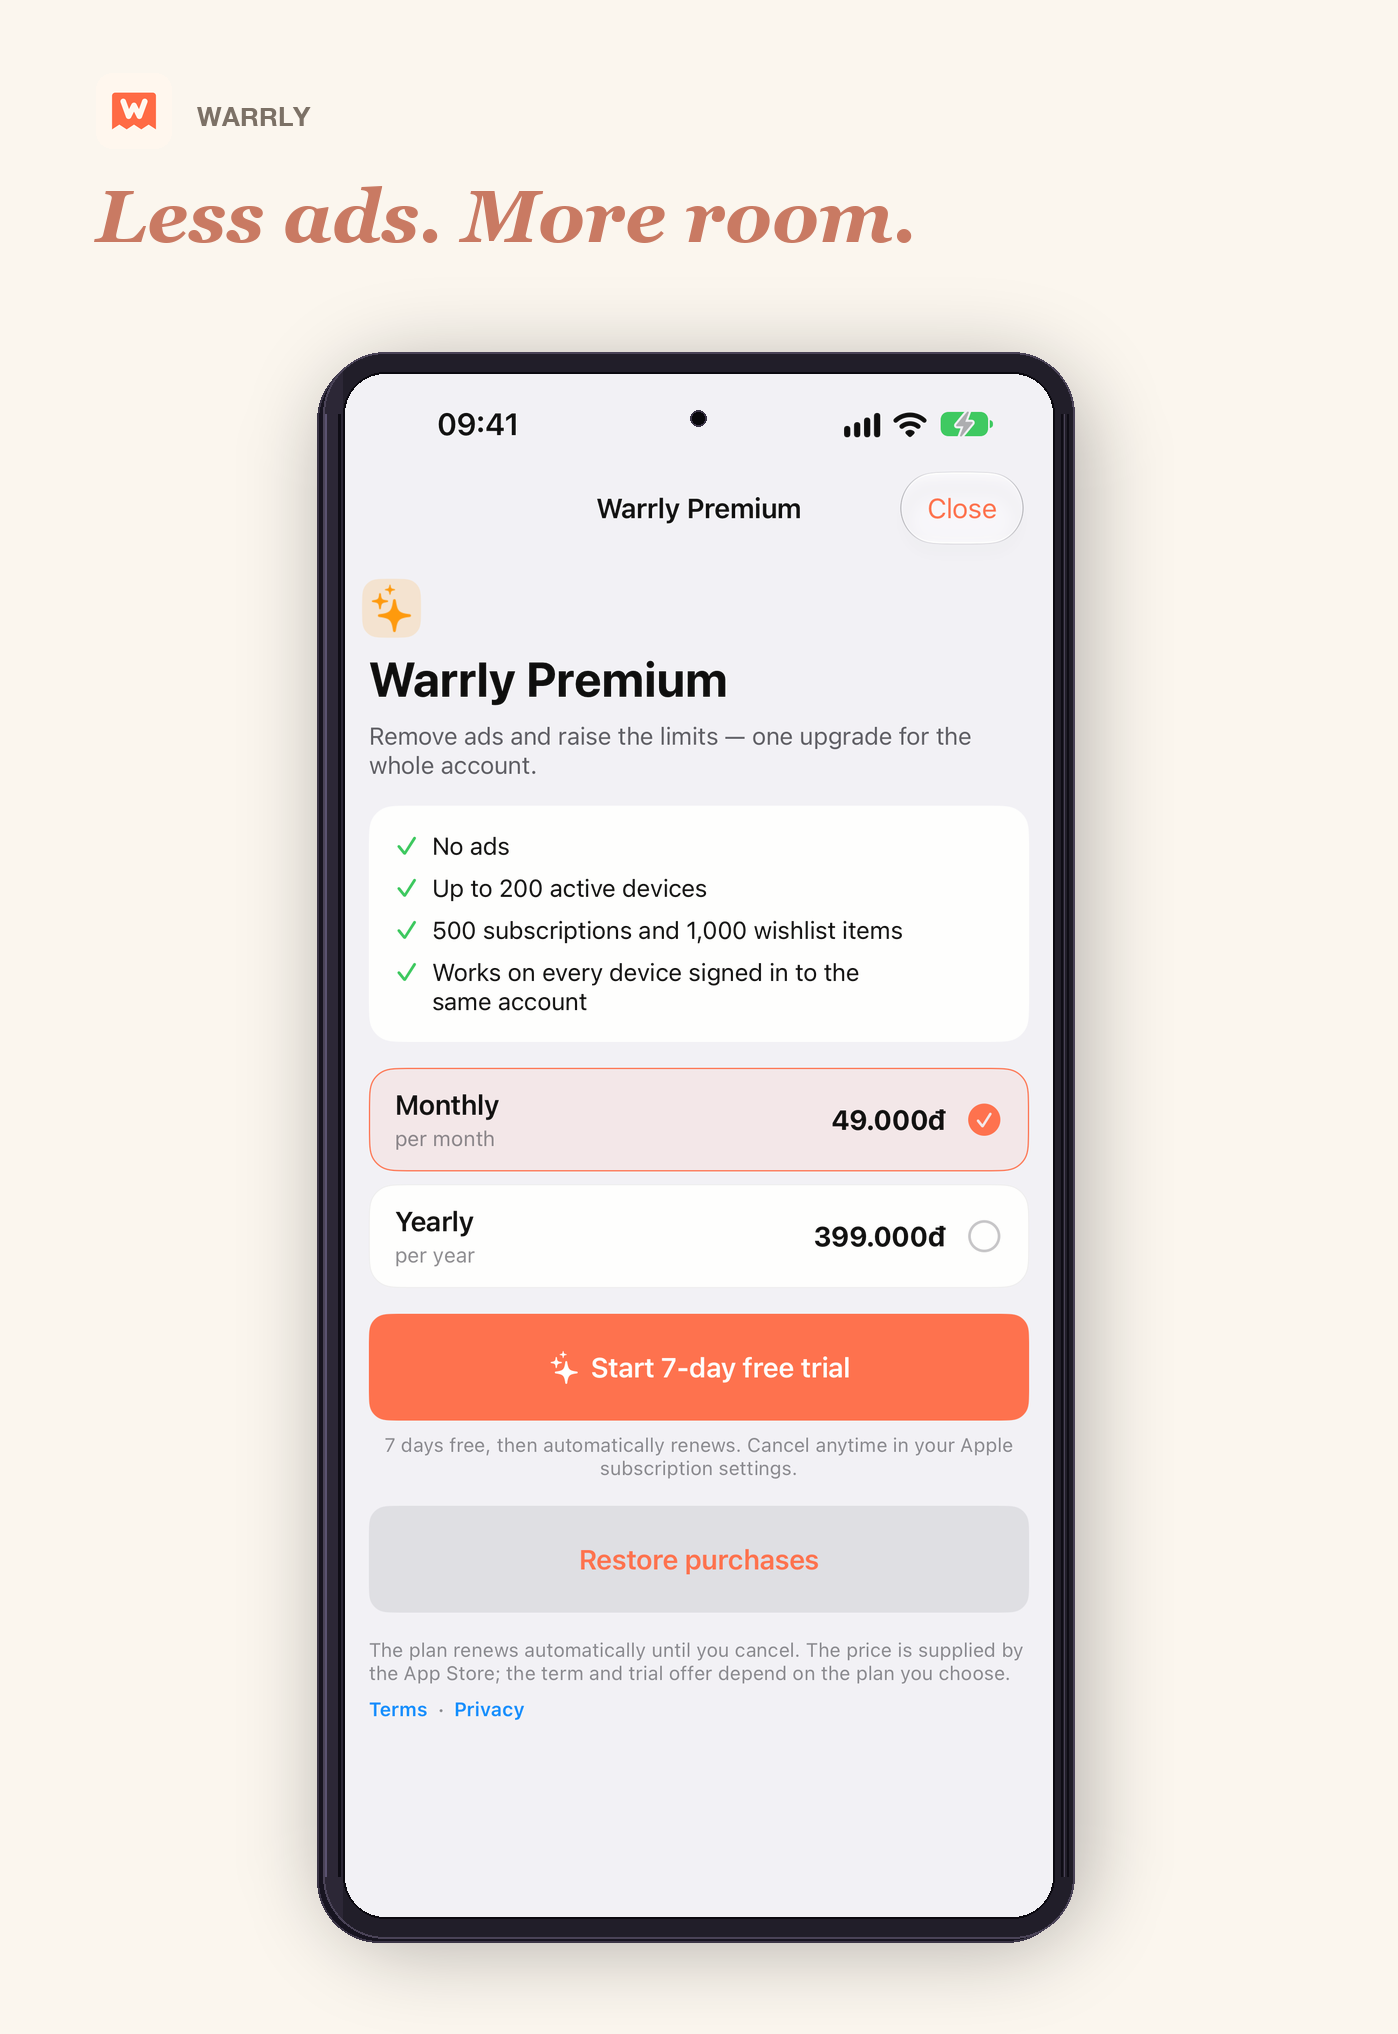 W
WARRLY
Less ads. More room.
09:41
Warrly Premium
Close
Warrly Premium
Remove ads and raise the limits — one upgrade for the
whole account.
No ads
Up to 200 active devices
500 subscriptions and 1,000 wishlist items
Works on every device signed in to the
same account
Monthly
per month
49.000đ
Yearly
per year
399.000đ
Start 7-day free trial
7 days free, then automatically renews. Cancel anytime in your Apple
subscription settings.
Restore purchases
The plan renews automatically until you cancel. The price is supplied by
the App Store; the term and trial offer depend on the plan you choose.
Terms · Privacy